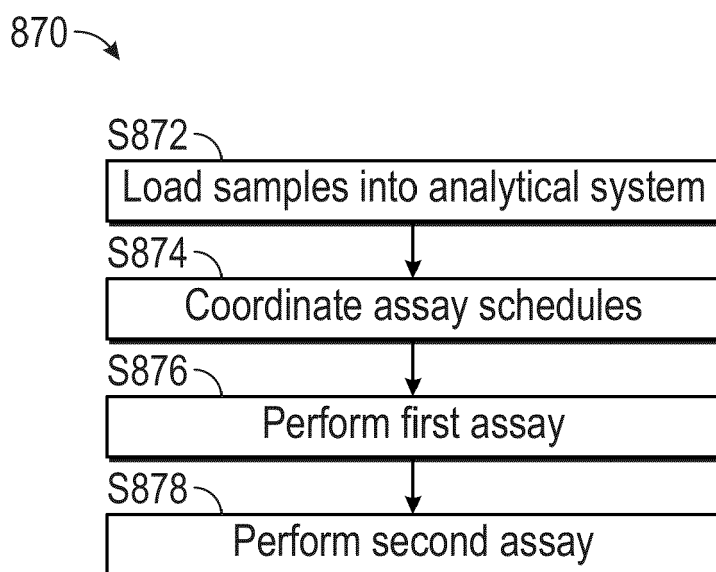 870
S872
Load samples into analytical system
S874
Coordinate assay schedules
S876
Perform first assay
S878
Perform second assay